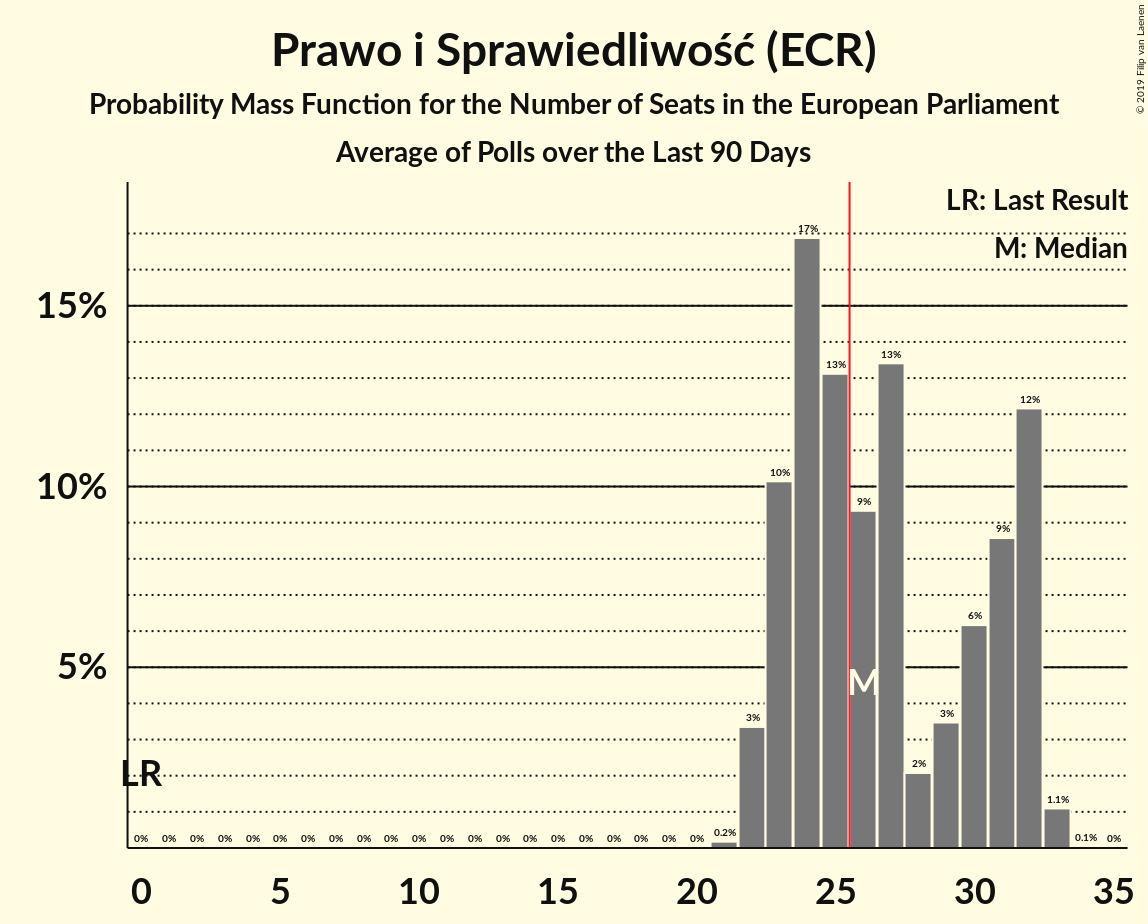 Prawo i Sprawiedliwość (ECR)
Probability Mass Function for the Number of Seats in the European Parliament
Average of Polls over the Last 90 Days
© 2019 Filip van Laenen
LR: Last Result
M: Median
15%
10%
5%
17%
13%
13%
12%
10%
9%
9%
6%
M
3%
3%
2%
LR
1.1%
0% 0% 0% 0% 0% 0% 0% 0% 0% 0% 0% 0% 0% 0% 0% 0% 0% 0% 0% 0% 0% 0.2% 0.1% 0%
0 5 10 15 20 25 30 35